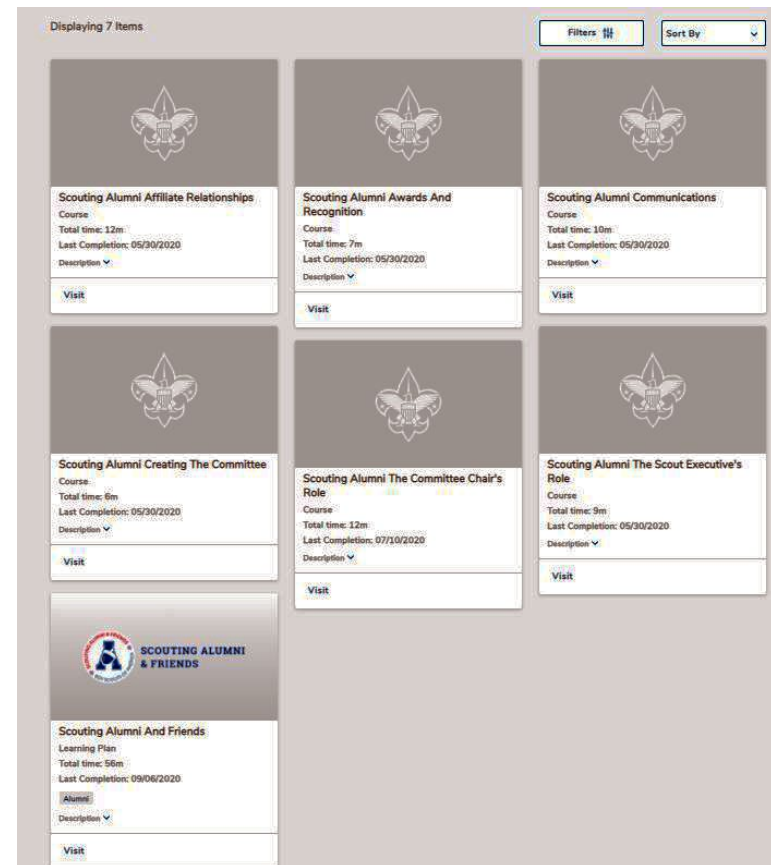 Displaying 7 Items
Filters
Sort By
Scouting Alumni Affiliate Relationships
Course
Total time: 12m
Last Completion: 05/30/2020
Description
Visit
Scouting Alumni Awards And
Recognition
Course
Total time: 7m
Last Completion: 05/30/2020
Description
Visit
Scouting Alumni Communications
Course
Total time: 10m
Last Completion: 05/30/2020
Description
Visit
Scouting Alumni Creating The Committee
Course
Total time: 6m
Last Completion: 05/30/2020
Description
Visit
Scouting Alumni The Committee Chair's
Role
Course
Total time: 12m
Last Completion: 07/10/2020
Description
Visit
Scouting Alumni The Scout Executive's
Role
Course
Total time: 9m
Last Completion: 05/30/2020
Description
Visit
SCOUTING ALUMNI
& FRIENDS
Scouting Alumni And Friends
Learning Plan
Total time: 56m
Last Completion: 09/06/2020
Alumni
Description
Visit